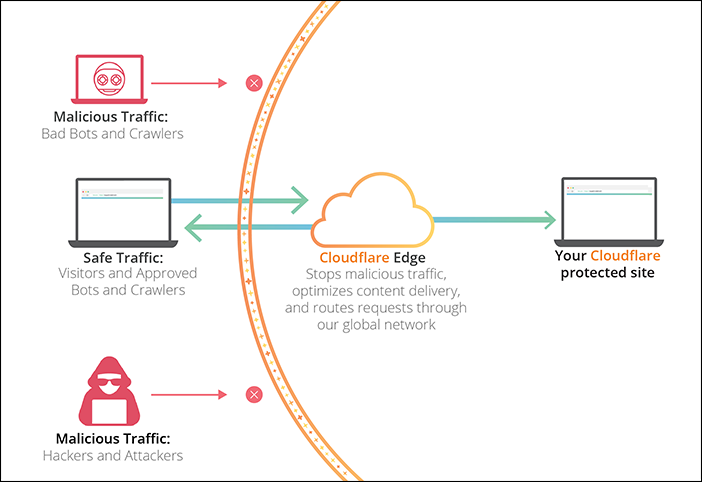 Malicious Traffic:
Bad Bots and Crawlers
Safe Traffic:
Visitors and Approved
Bots and Crawlers
Cloudflare Edge
Stops malicious traffic,
optimizes content delivery,
and routes requests through
our global network
Your Cloudflare
protected site
Malicious Traffic:
Hackers and Attackers